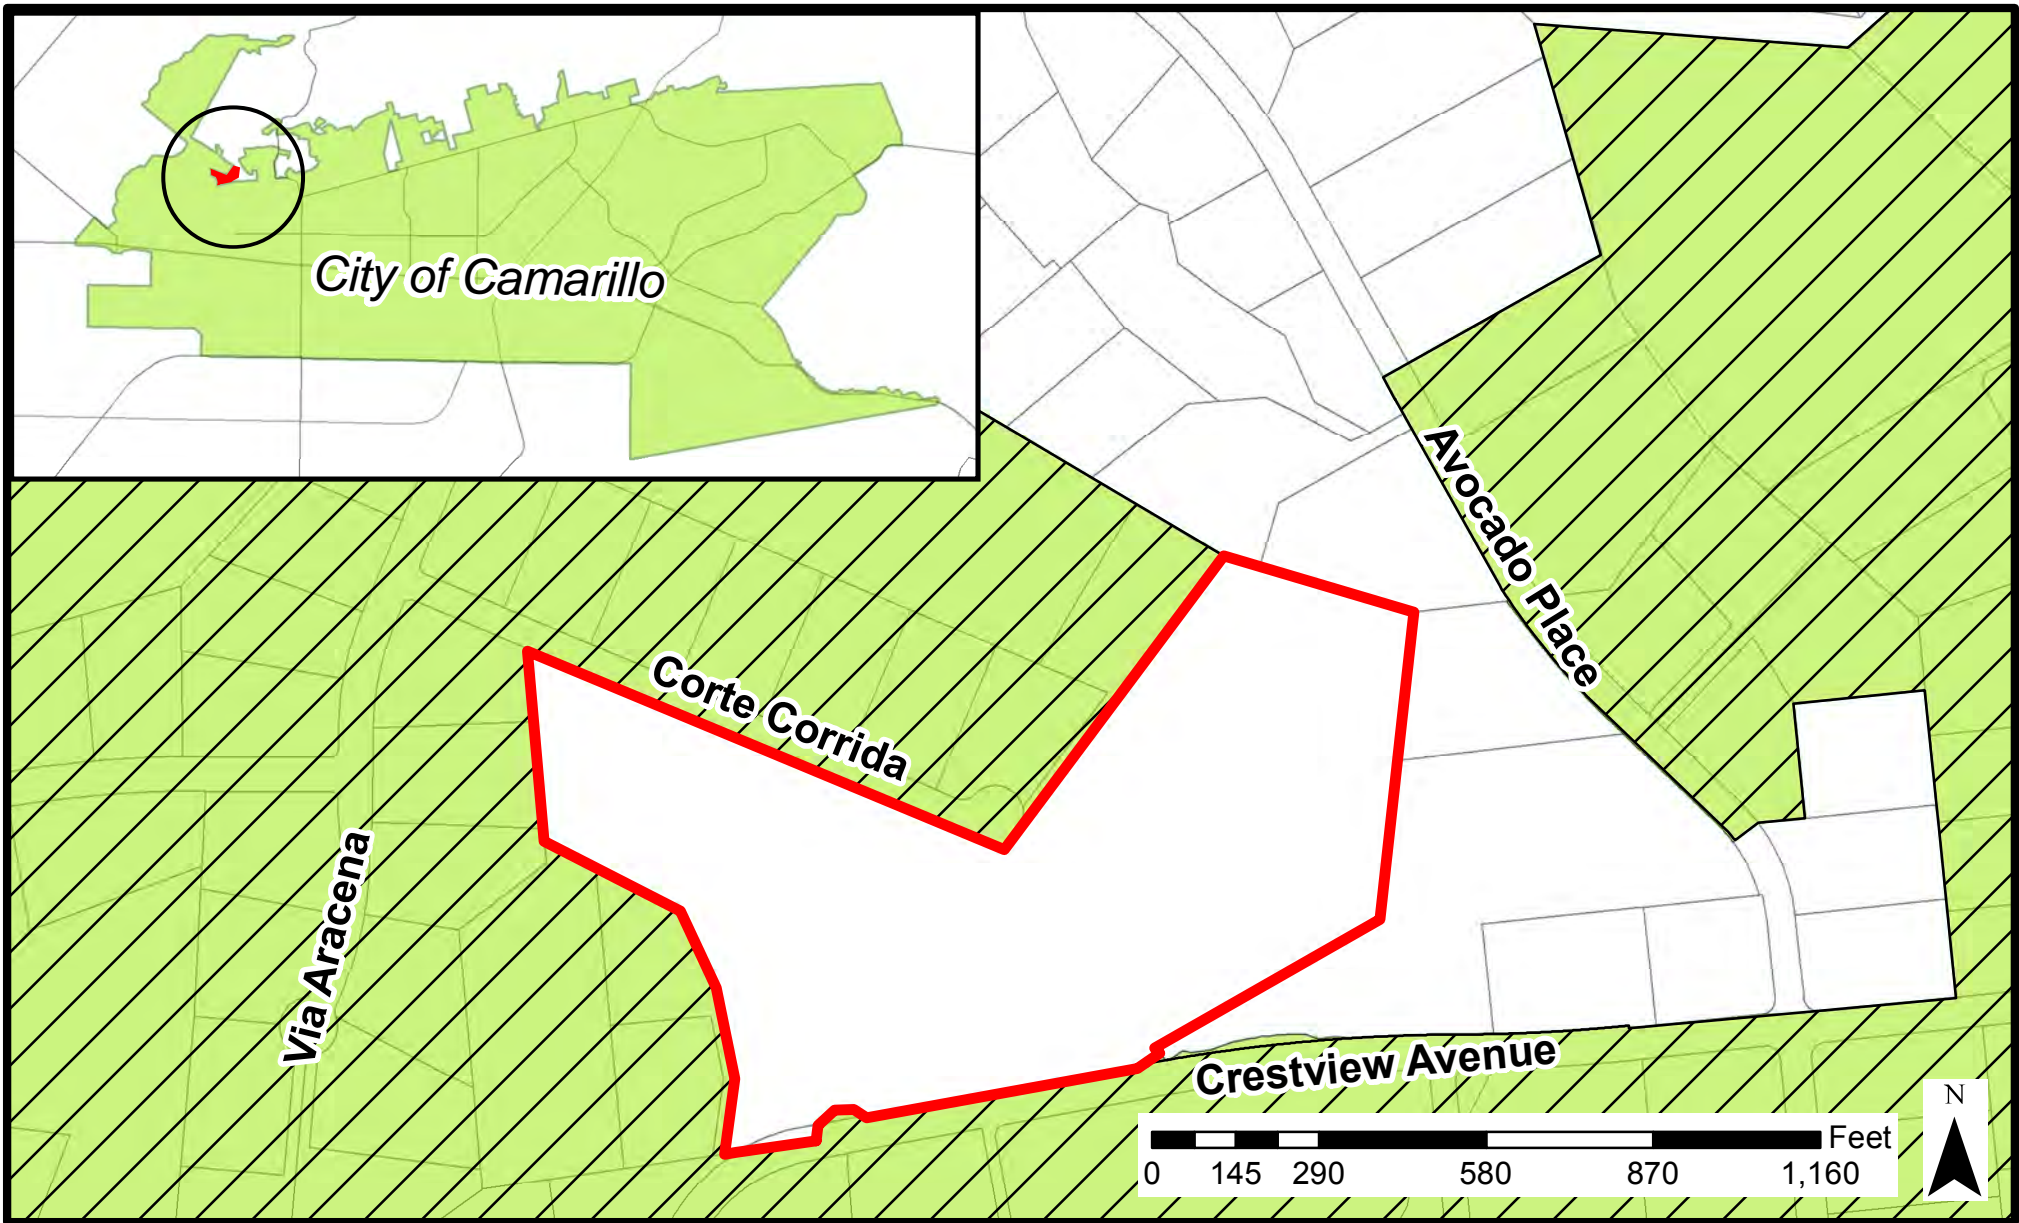 City of Camarillo
Avocado Place
Corte Corrida
Via Aracena
Crestview Avenue
N
Feet
0 145 290 580 870 1,160